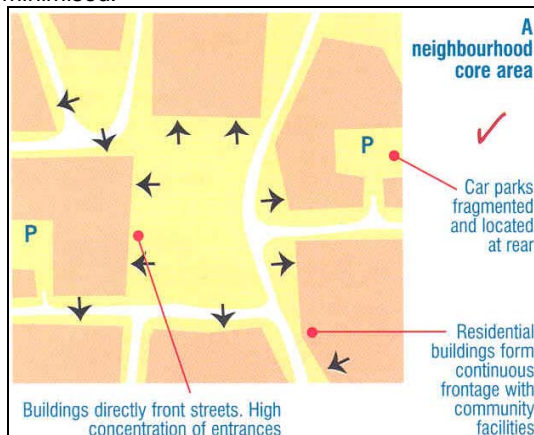 minimised.
A
neighbourhood
core area
P
Car parks
fragmented
and located
at rear
P
Residential
buildings form
continuous
frontage with
community
facilities
Buildings directly front streets. High
concentration of entrances